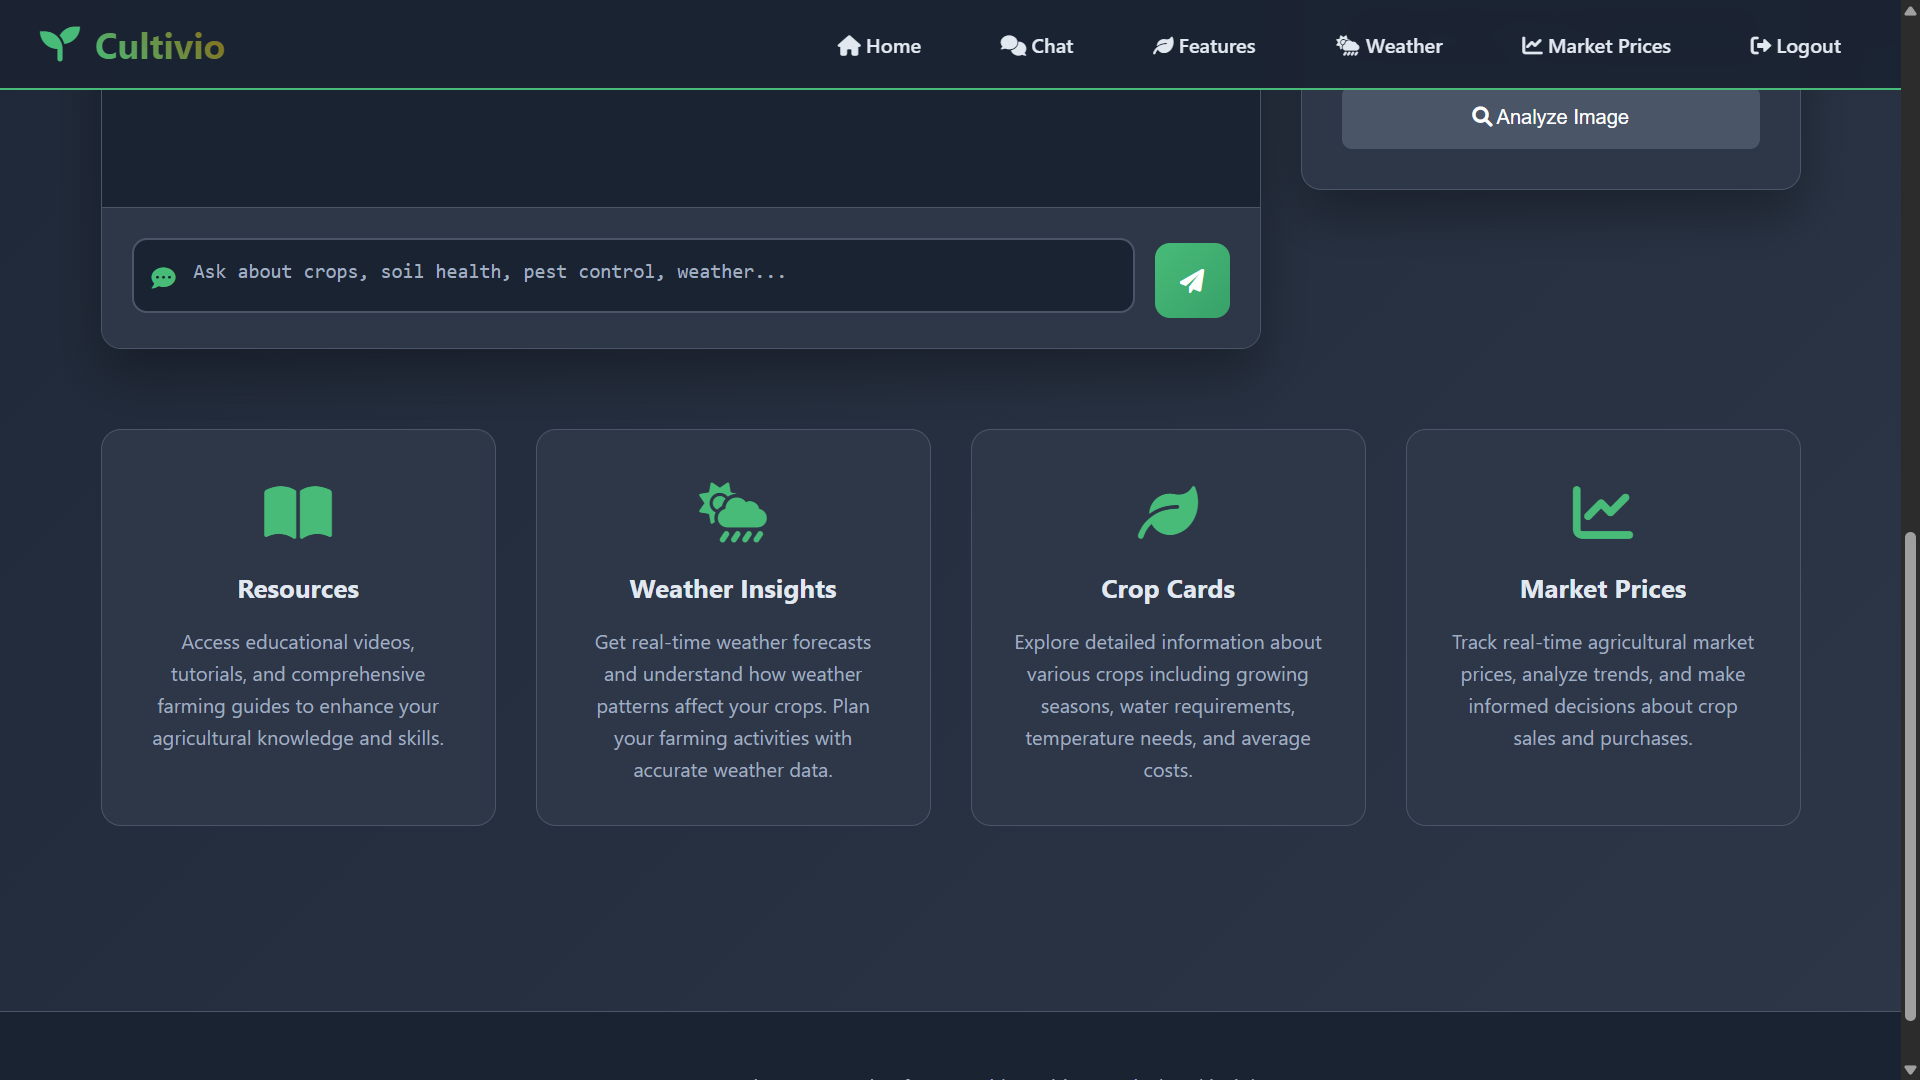 Cultivio
Home
Chat
Features
Weather
Market Prices
Logout
Analyze Image
Ask about crops, soil health, pest control, weather...
Resources
Access educational videos,
tutorials, and comprehensive
farming guides to enhance your
agricultural knowledge and skills.
Weather Insights
Get real-time weather forecasts
and understand how weather
patterns affect your crops. Plan
your farming activities with
accurate weather data.
Crop Cards
Explore detailed information about
various crops including growing
seasons, water requirements,
temperature needs, and average
costs.
Market Prices
Track real-time agricultural market
prices, analyze trends, and make
informed decisions about crop
sales and purchases.